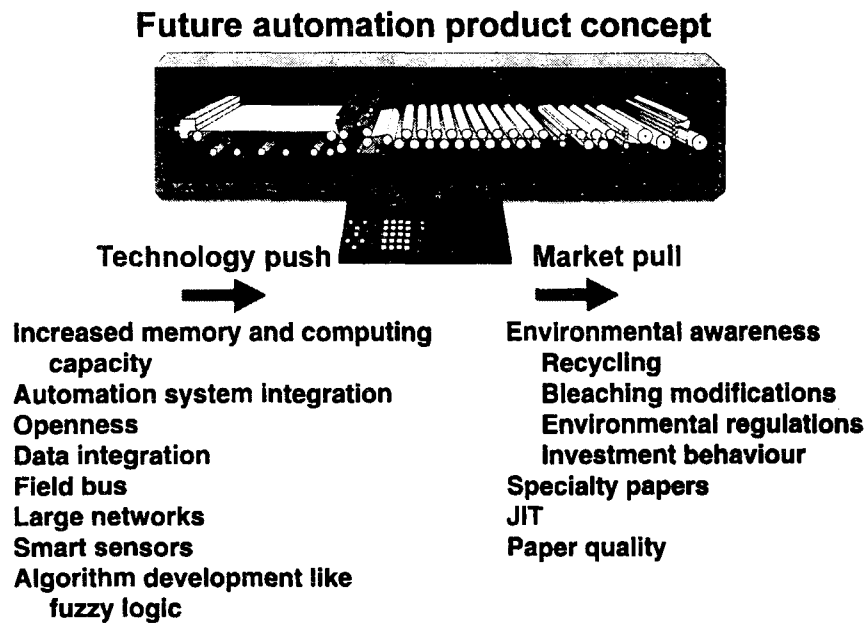 Future automation product concept
Technology push
Increased memory and computing
capacity
Automation system integration
Openness
Data integration
Field bus
Large networks
Smart sensors
Algorithm development like
fuzzy logic
Market pull
Environmental awareness
Recycling
Bleaching modifications
Environmental regulations
Investment behaviour
Specialty papers
JIT
Paper quality